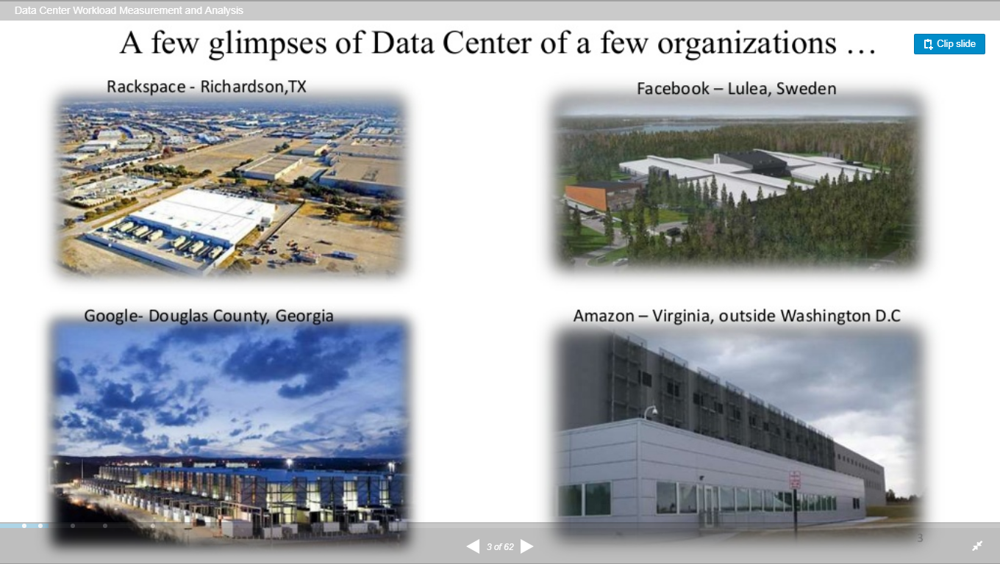 Data Center Workload Measurement and Analysis
A few glimpses of Data Center of a few organizations …
Clip slide
Rackspace - Richardson,TX
Facebook – Lulea, Sweden
Google- Douglas County, Georgia
Amazon – Virginia, outside Washington D.C
3
3 of 62